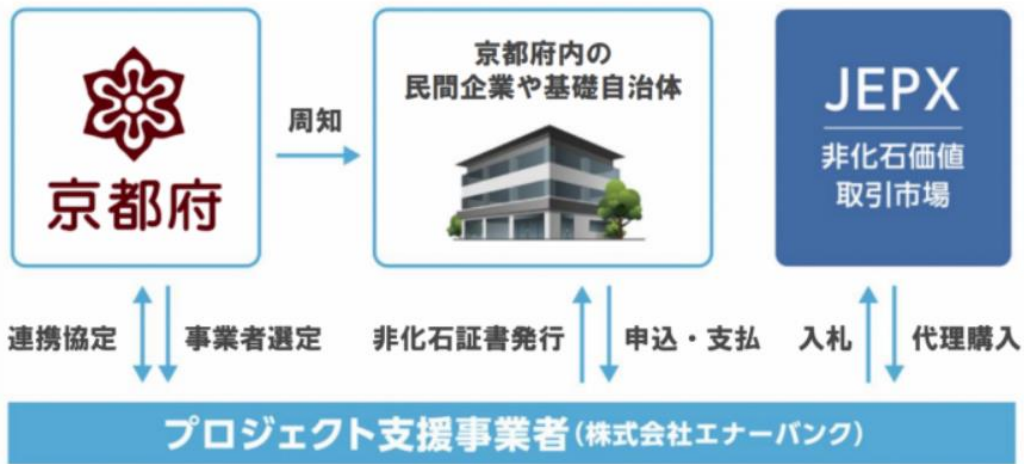 京都府
周知
京都府内の
民間企業や基礎自治体
JEPX
非化石価値
取引市場
連携協定
事業者選定
非化石証書発行
申込・支払
入札
代理購入
プロジェクト支援事業者(株式会社エナーバンク)